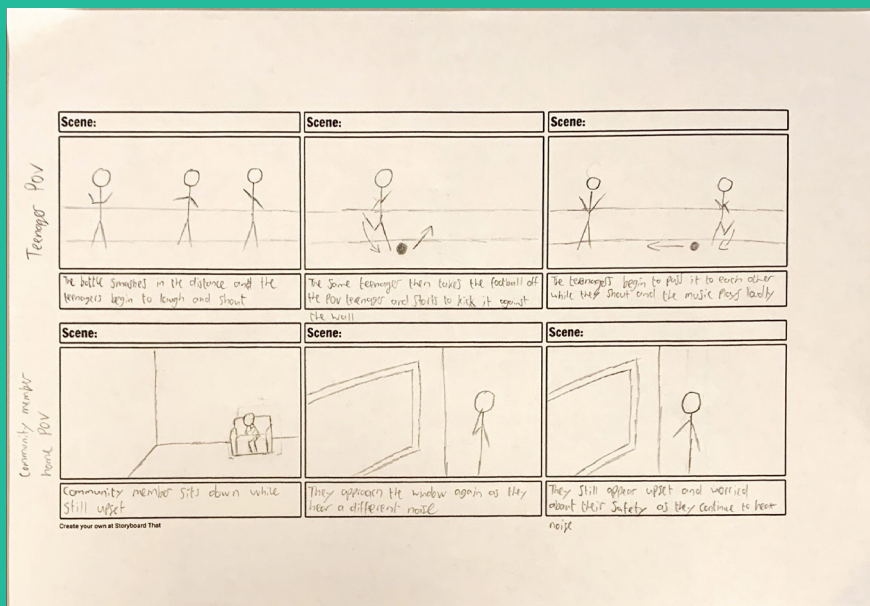 Teenager POV
Scene:
Scene:
Scene:
The bottle smashes in the distance and the
teenagers begin to laugh and shout
The same teenager then takes the football off
the POV teenager and starts to kick it against
the wall
The teenagers begin to pass it to each other
while they shout and the music plays loudly
Community member
home POV
Scene:
Scene:
Scene:
Community member sits down while
still upset
They approach the window again as they
hear a different noise
They still appear upset and worried
about their safety as they continue to hear
noise
Create your own at Storyboard That